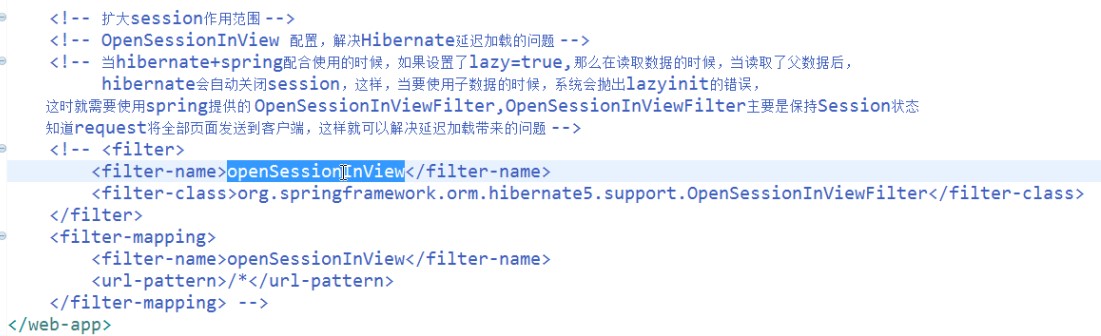 <!-- 扩大session作用范围 -->
<!-- OpenSessionInView 配置，解决Hibernate延迟加载的问题 -->
<!-- 当hibernate+spring配合使用的时候，如果设置了lazy=true,那么在读取数据的时候，当读取了父数据后，
hibernate会自动关闭session，这样，当要使用子数据的时候，系统会抛出lazyinit的错误，
这时就需要使用spring提供的 OpenSessionInViewFilter,OpenSessionInViewFilter主要是保持Session状态
知道request将全部页面发送到客户端，这样就可以解决延迟加载带来的问题 -->
<!-- <filter>
<filter-name>openSessionInView</filter-name>
<filter-class>org.springframework.orm.hibernate5.support.OpenSessionInViewFilter</filter-class>
</filter>
<filter-mapping>
<filter-name>openSessionInView</filter-name>
<url-pattern>/*</url-pattern>
</filter-mapping> -->
</web-app>